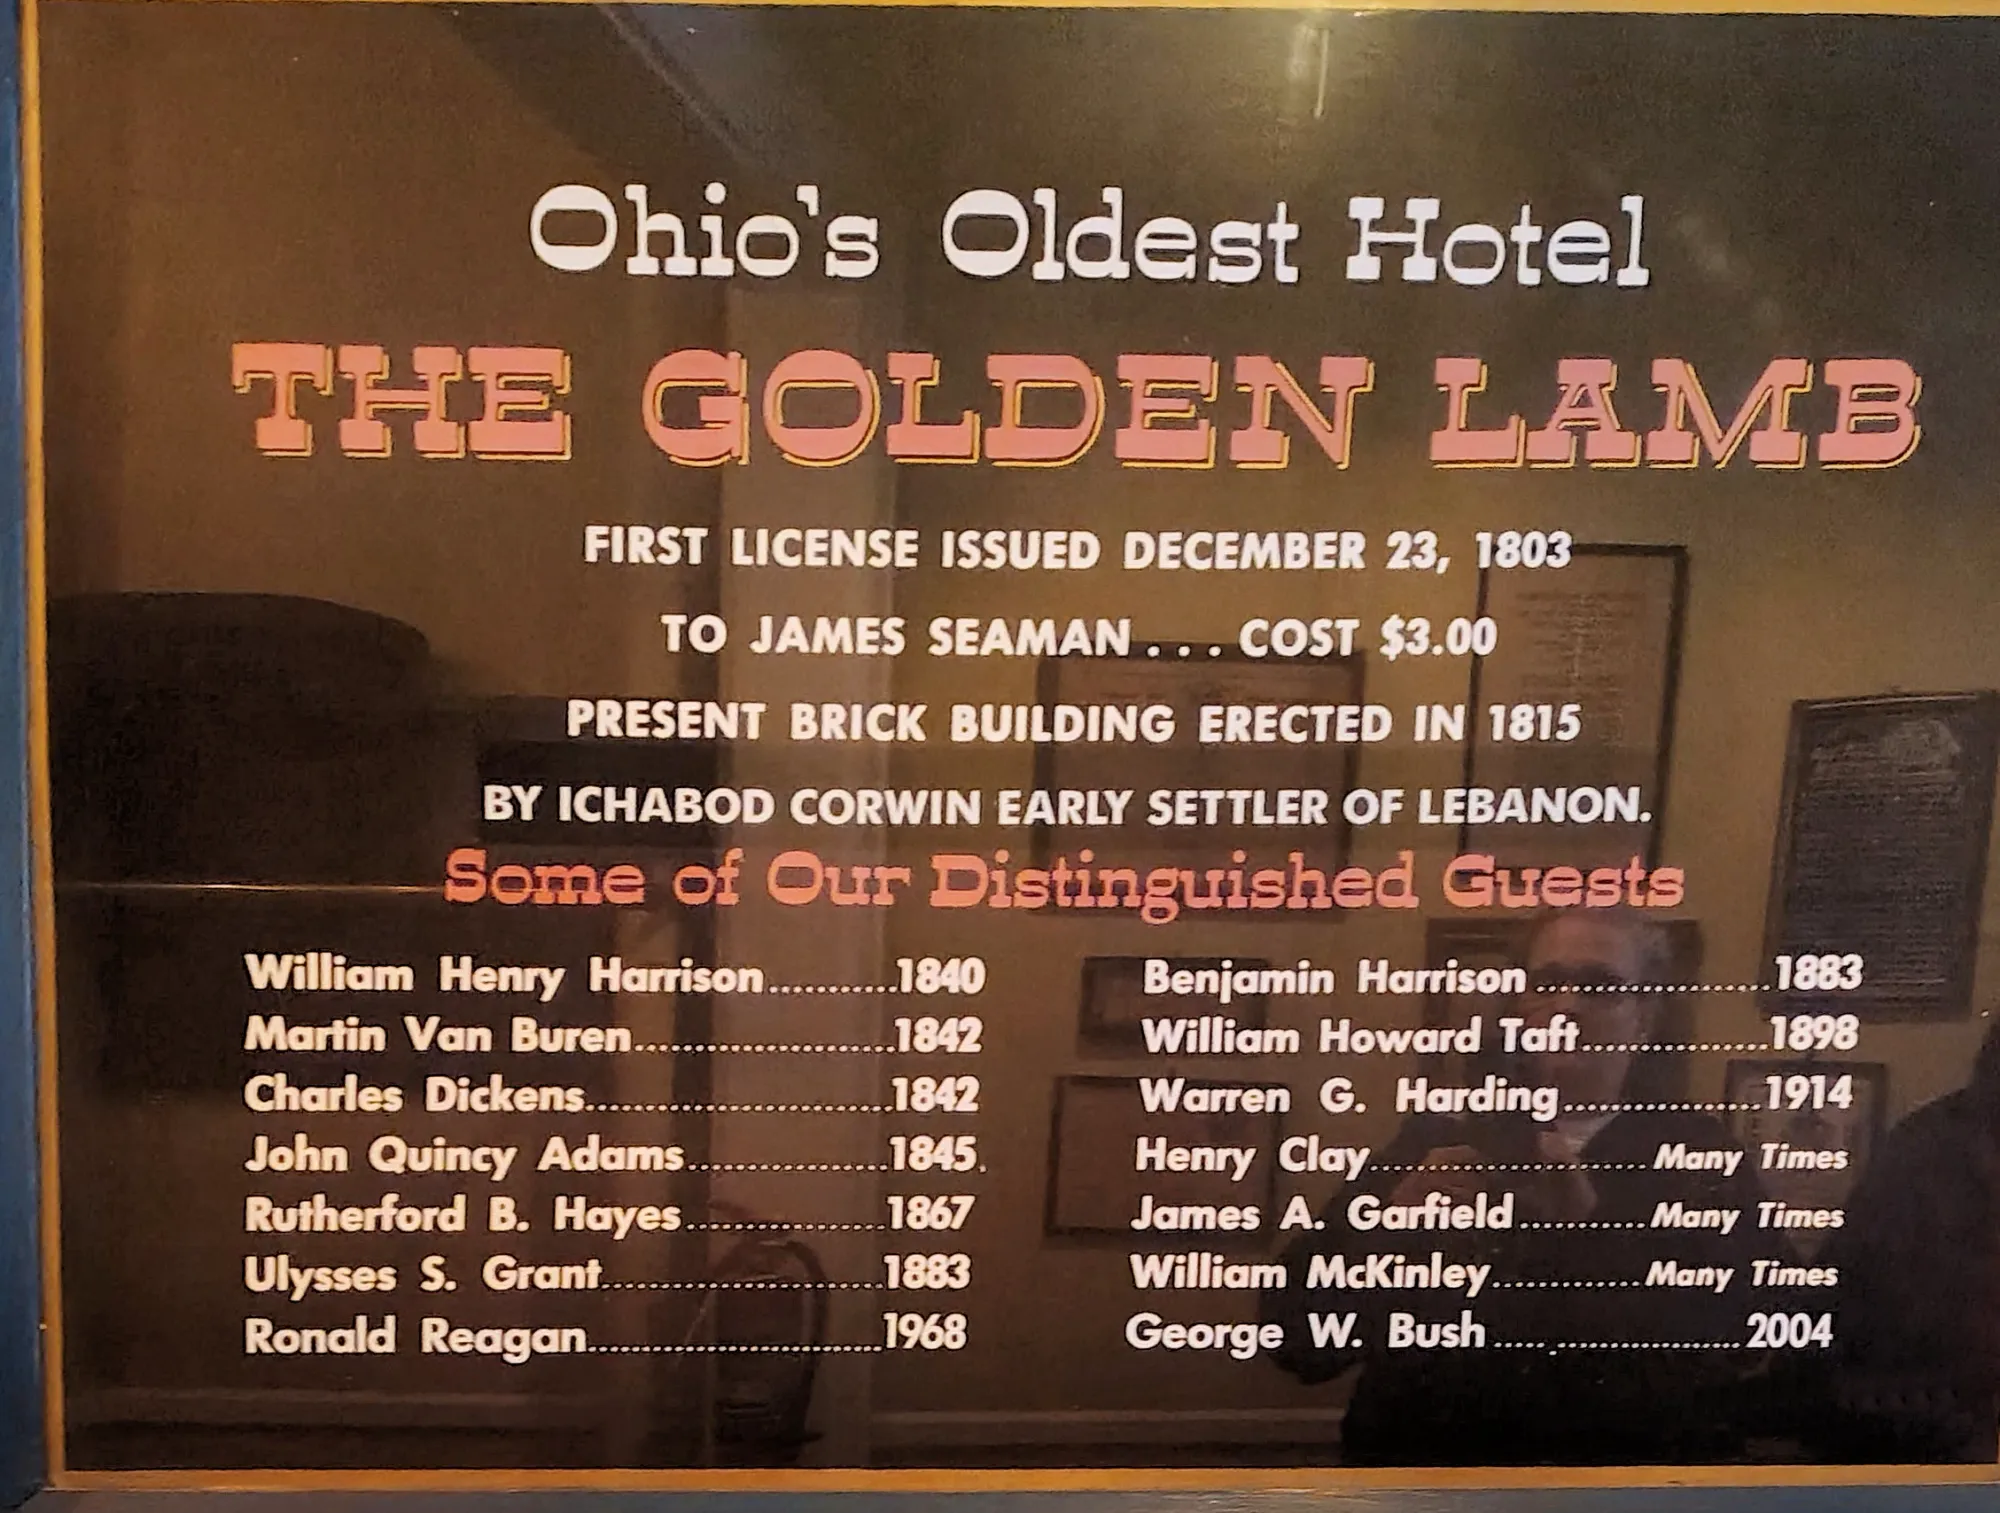 Ohio's Oldest Hotel
THE GOLDEN LAMB
FIRST LICENSE ISSUED DECEMBER 23, 1803
TO JAMES SEAMAN . . . COST $3.00
PRESENT BRICK BUILDING ERECTED IN 1815
BY ICHABOD CORWIN EARLY SETTLER OF LEBANON.
Some of Our Distinguished Guests
William Henry Harrison...........1840
Martin Van Buren......................1842
Charles Dickens..........................1842
John Quincy Adams.................1845
Rutherford B. Hayes.................1867
Ulysses S. Grant........................1883
Ronald Reagan.........................1968
Benjamin Harrison ....................1883
William Howard Taft................1898
Warren G. Harding.................1914
Henry Clay........................Many Times
James A. Garfield...........Many Times
William McKinley.............Many Times
George W. Bush.....................2004